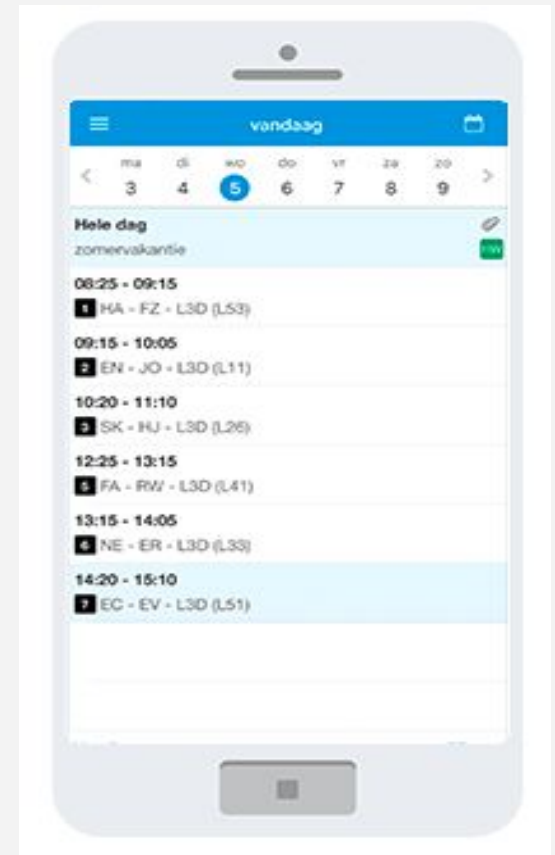 vandaag
ma di wo do vr za zo
3 4 5 6 7 8 9
Hele dag
zomervakantie
HW
08:25 - 09:15
1 HA - FZ - L3D (L53)
09:15 - 10:05
2 EN - JO - L3D (L11)
10:20 - 11:10
3 SK - HJ - L3D (L26)
12:25 - 13:15
5 FA - RW - L3D (L41)
13:15 - 14:05
6 NE - ER - L3D (L33)
14:20 - 15:10
7 EC - EV - L3D (L51)